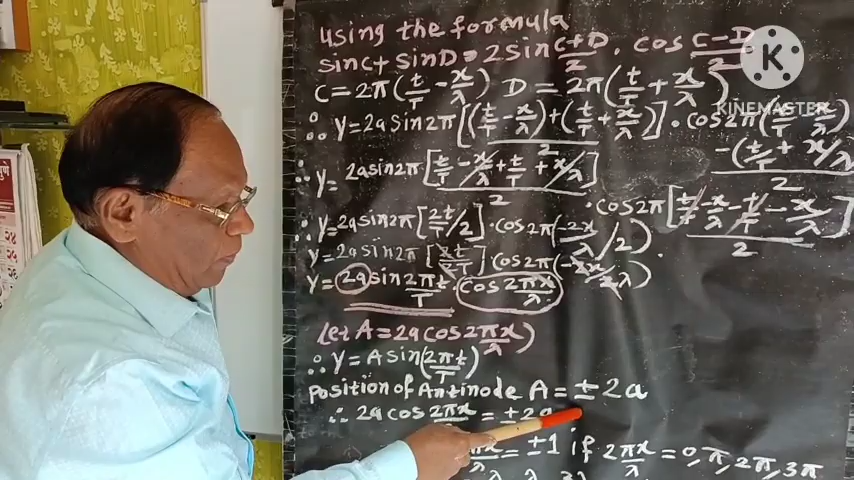 using the formula
sinC + sinD = 2 sin C+D/2 . cos C-D/2
C = 2π(t/T - x/λ) D = 2π(t/T + x/λ)
K
KINEMASTER
∴ y = 2a sin2π[(t/T - x/λ) + (t/T + x/λ)] . cos2π(t/T - x/λ)
- (t/T + x/λ)
2
∴ y = 2a sin2π[t/T - x/λ + t/T + x/λ]
2
. cos2π[t/T - x/λ - t/T - x/λ]
2
∴ y = 2a sin2π[2t/T/2] . cos2π(-2x/λ/2)
y = 2a sin2π[2t/2T] cos2π(-2x/2λ)
y = 2a sin 2πt/T cos 2πx/λ
let A = 2a cos 2πx/λ)
∴ y = A sin(2πt/T)
Position of Antinode A = ± 2a
∴ 2a cos 2πx = ± 2a
πx/λ = ±1 if 2πx/λ = 0, π, 2π, 3π